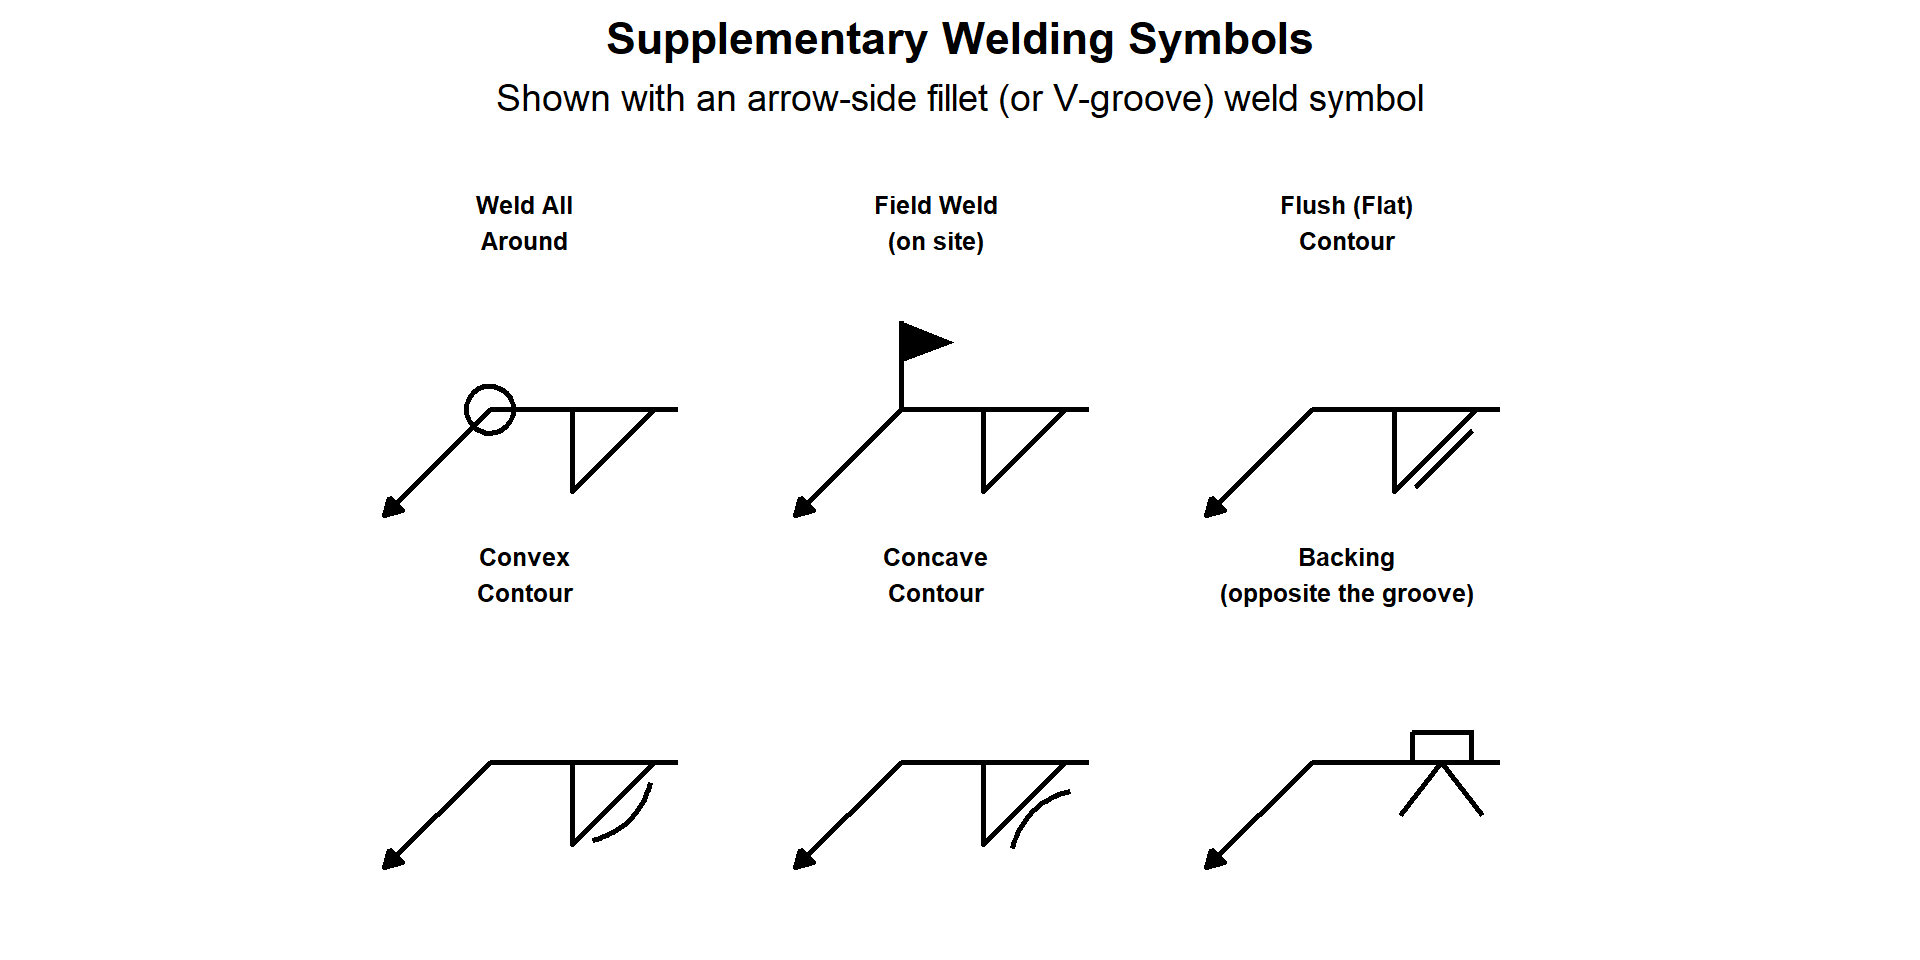 Supplementary Welding Symbols
Shown with an arrow-side fillet (or V-groove) weld symbol
Weld All
Around
Field Weld
(on site)
Flush (Flat)
Contour
Convex
Contour
Concave
Contour
Backing
(opposite the groove)